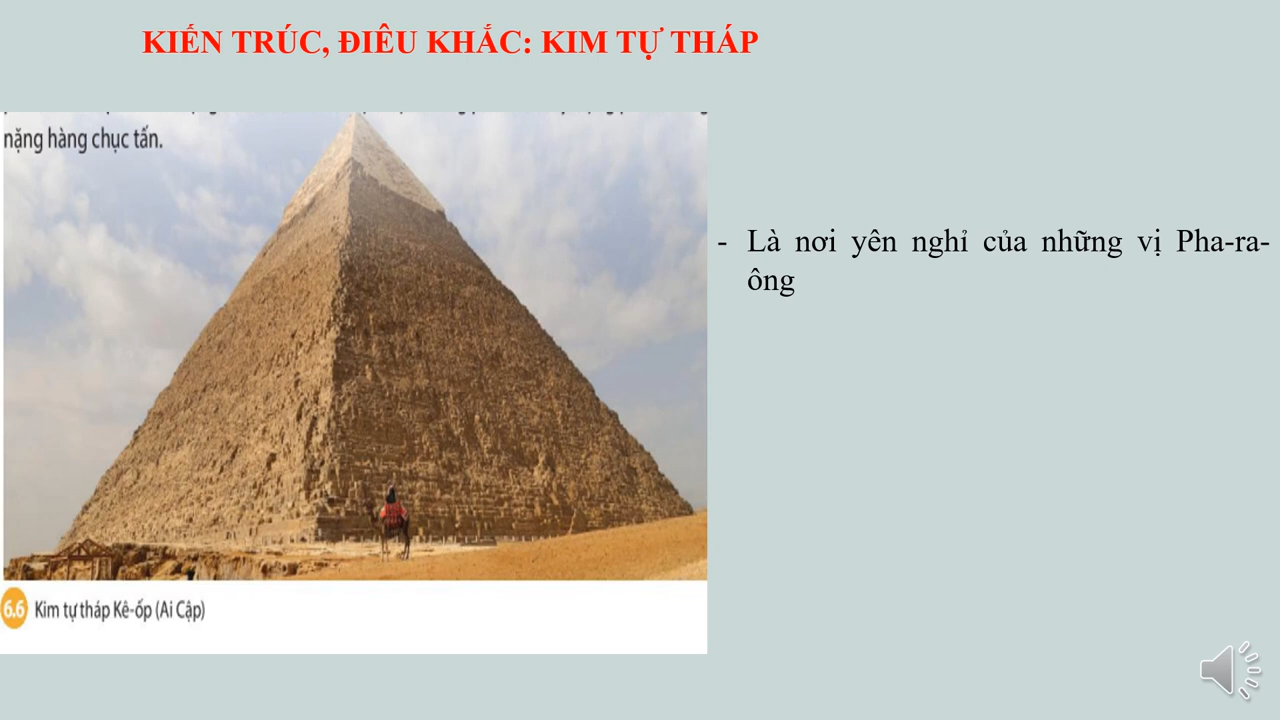 KIẾN TRÚC, ĐIÊU KHẮC: KIM TỰ THÁP
nặng hàng chục tấn.
- Là nơi yên nghỉ của những vị Pha-ra-
ông
6.6 Kim tự tháp Kê-ốp (Ai Cập)